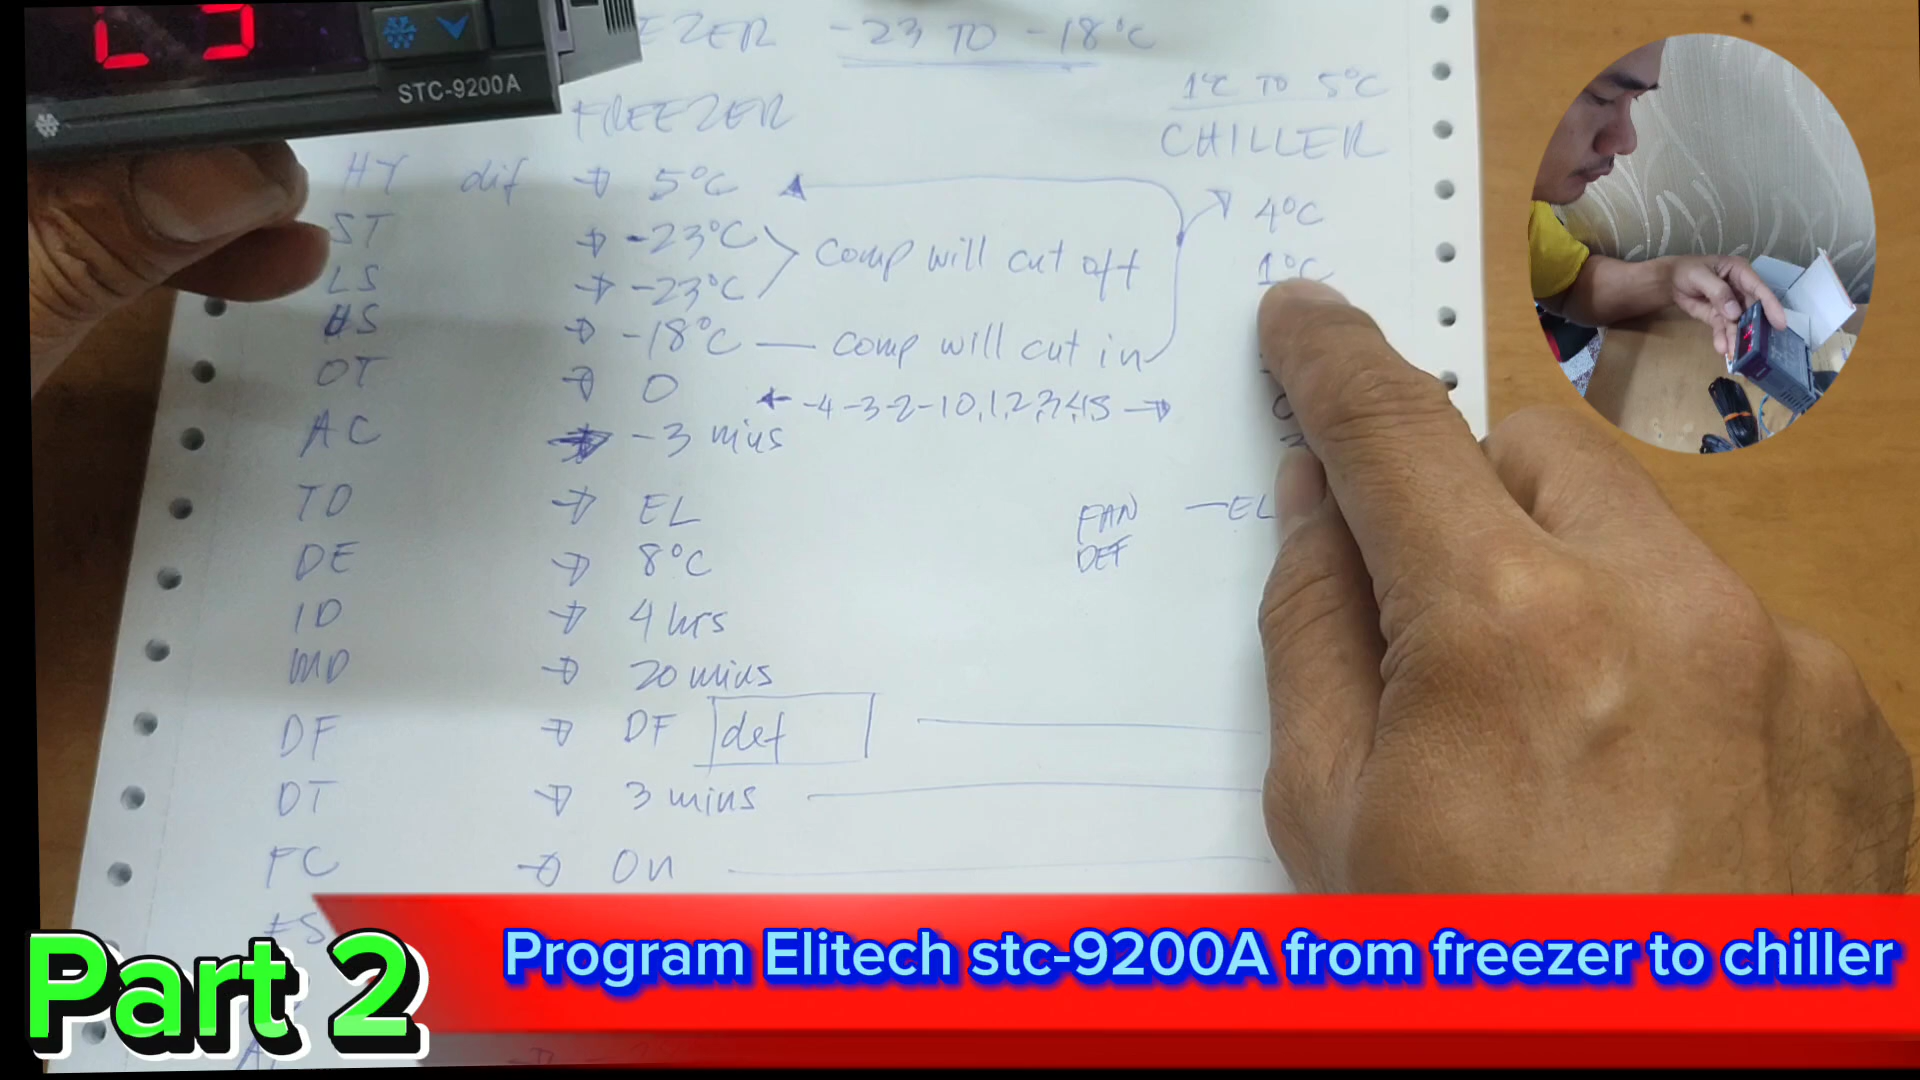 LS
STC-9200A
-23 TO -18°C
1°C TO 5°C
FREEZER
CHILLER
HY dif → 5°C
4°C
ST → -23°C
Comp will cut off
1°C
LS → -23°C
HS → -18°C — comp will cut in
OT → 0
← -4 -3 -2 -1 0,1,2,3,4,5 →
AC → -3 mins
TD → EL
FAN — EL
DE → 8°C
DEF
ID → 4 hrs
MD → 20 mins
DF → DF def
DT → 3 mins
FC → On
Part 2
Program Elitech stc-9200A from freezer to chiller